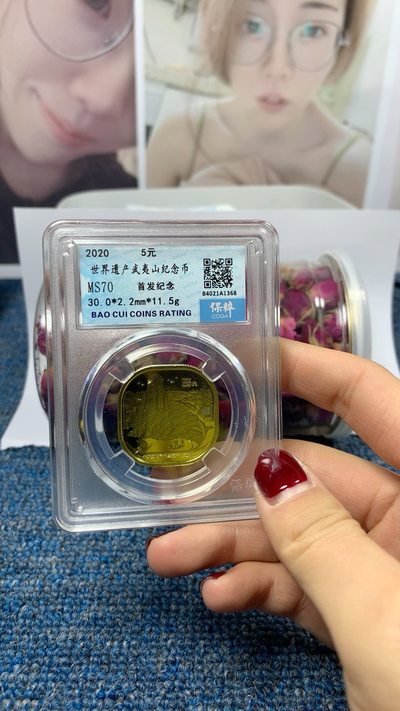 2020 5元
世界遗产武夷山纪念币
MS70 首发纪念
30.0*2.2mm*11.5g
B4021A1368
保粹
CCGA
BAO CUI COINS RATING